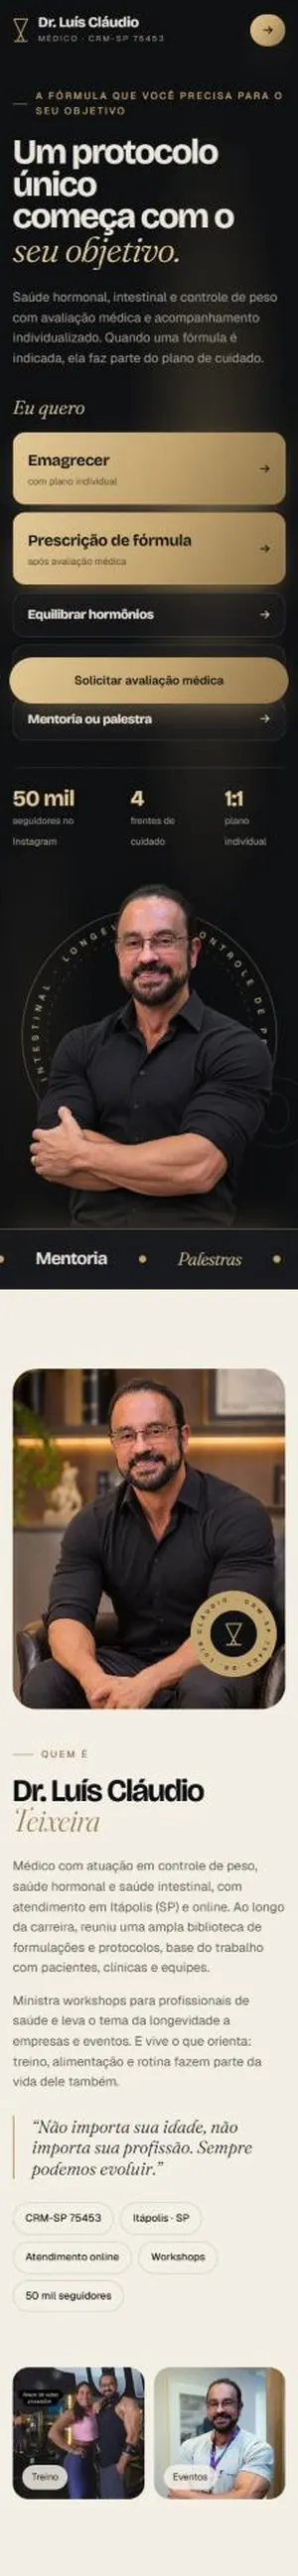 Dr. Luís Cláudio
MÉDICO · CRM-SP 75453
A FÓRMULA QUE VOCÊ PRECISA PARA O
SEU OBJETIVO
Um protocolo
único
começa com o
seu objetivo.
Saúde hormonal, intestinal e controle de peso
com avaliação médica e acompanhamento
individualizado. Quando uma fórmula é
indicada, ela faz parte do plano de cuidado.
Eu quero
Emagrecer
com plano individual
Prescrição de fórmula
após avaliação médica
Equilibrar hormônios
Solicitar avaliação médica
Mentoria ou palestra
50 mil
seguidores no
Instagram
4
frentes de
cuidado
1:1
plano
individual
INTESTINAL · LONGEV
ONTROLE DE PE
Mentoria
Palestras
QUEM É
Dr. Luís Cláudio
Teixeira
Médico com atuação em controle de peso,
saúde hormonal e saúde intestinal, com
atendimento em Itápolis (SP) e online. Ao longo
da carreira, reuniu uma ampla biblioteca de
formulações e protocolos, base do trabalho
com pacientes, clínicas e equipes.
Ministra workshops para profissionais de
saúde e leva o tema da longevidade a
empresas e eventos. E vive o que orienta:
treino, alimentação e rotina fazem parte da
vida dele também.
“Não importa sua idade, não
importa sua profissão. Sempre
podemos evoluir.”
CRM-SP 75453
Itápolis · SP
Atendimento online
Workshops
50 mil seguidores
Treino
Eventos